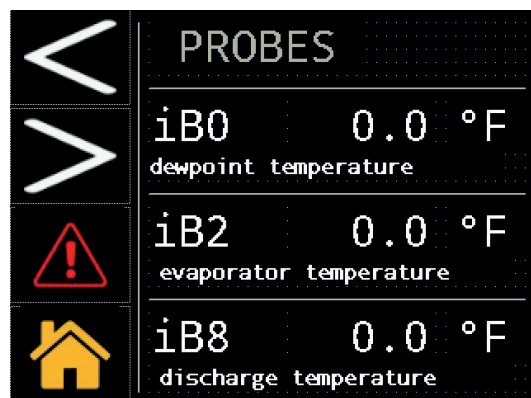 PROBES
iB0 0.0 °F
dewpoint temperature
iB2 0.0 °F
evaporator temperature
iB8 0.0 °F
discharge temperature